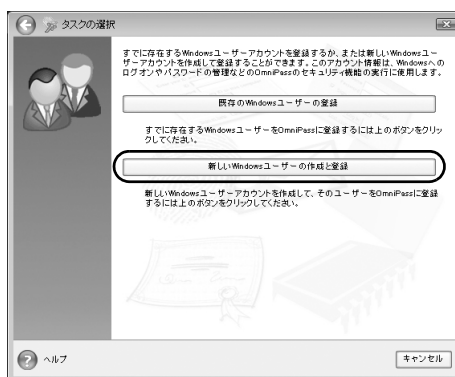 タスクの選択
すでに存在するWindowsユーザーアカウントを登録するか、または新しいWindowsユー
ザーアカウントを作成して登録することができます。このアカウント情報は、Windowsへの
ログオンやパスワードの管理などのOmniPassのセキュリティ機能の実行に使用します。
既存のWindowsユーザーの登録
すでに存在するWindowsユーザーをOmniPassに登録するには上のボタンをクリッ
クしてください。
新しいWindowsユーザーの作成と登録
新しいWindowsユーザーアカウントを作成して、そのユーザーをOmniPassに登録
するには上のボタンをクリックしてください。
ヘルプ
キャンセル